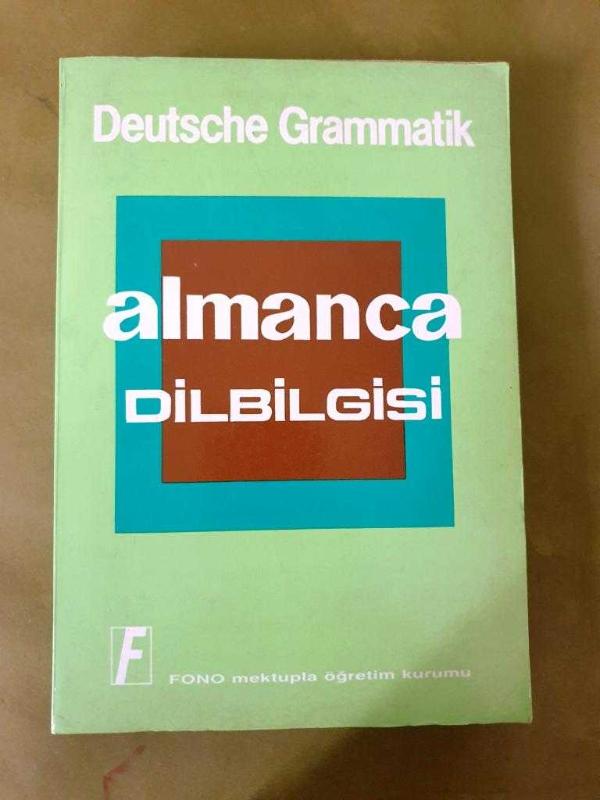 Deutsche Grammatik
almanca
DİLBİLGİSİ
F
FONO mektupla öğretim kurumu